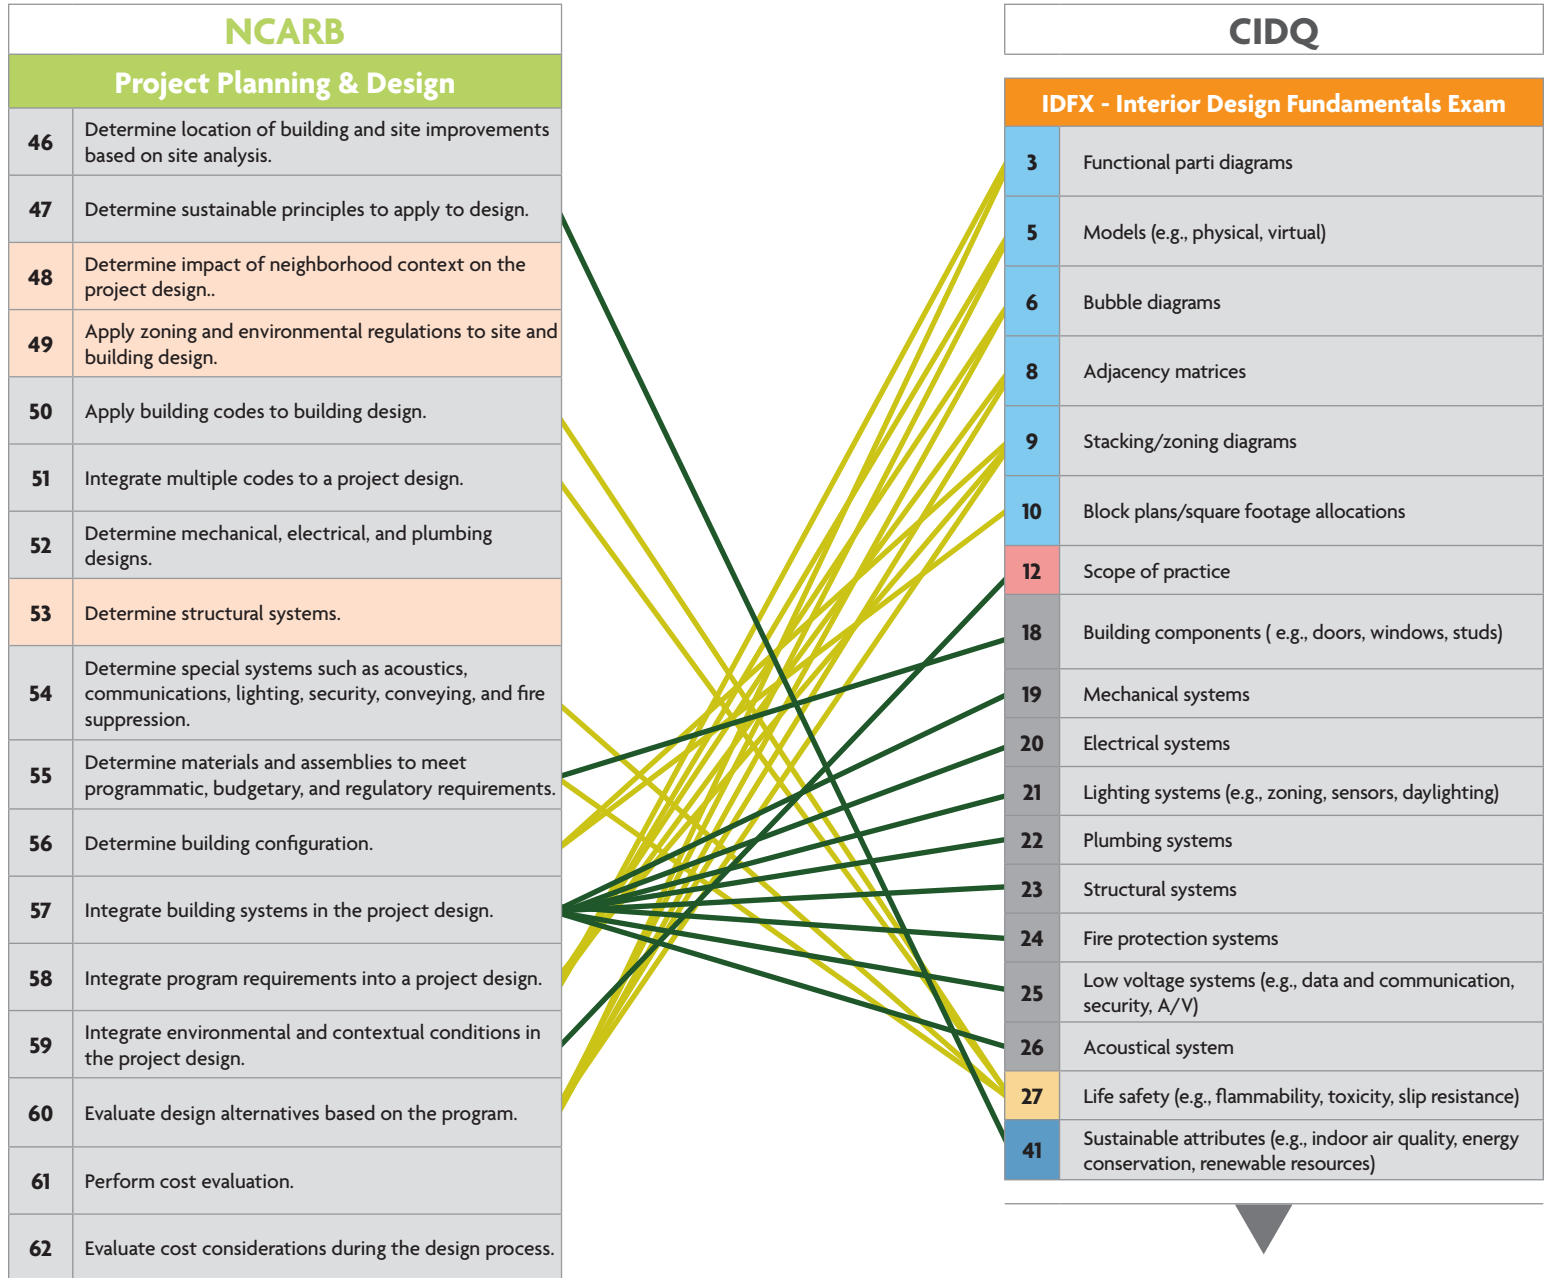 NCARB
Project Planning & Design
46
Determine location of building and site improvements
based on site analysis.
47
Determine sustainable principles to apply to design.
48
Determine impact of neighborhood context on the
project design..
49
Apply zoning and environmental regulations to site and
building design.
50
Apply building codes to building design.
51
Integrate multiple codes to a project design.
52
Determine mechanical, electrical, and plumbing
designs.
53
Determine structural systems.
54
Determine special systems such as acoustics,
communications, lighting, security, conveying, and fire
suppression.
55
Determine materials and assemblies to meet
programmatic, budgetary, and regulatory requirements.
56
Determine building configuration.
57
Integrate building systems in the project design.
58
Integrate program requirements into a project design.
59
Integrate environmental and contextual conditions in
the project design.
60
Evaluate design alternatives based on the program.
61
Perform cost evaluation.
62
Evaluate cost considerations during the design process.
CIDQ
IDFX - Interior Design Fundamentals Exam
3
Functional parti diagrams
5
Models (e.g., physical, virtual)
6
Bubble diagrams
8
Adjacency matrices
9
Stacking/zoning diagrams
10
Block plans/square footage allocations
12
Scope of practice
18
Building components ( e.g., doors, windows, studs)
19
Mechanical systems
20
Electrical systems
21
Lighting systems (e.g., zoning, sensors, daylighting)
22
Plumbing systems
23
Structural systems
24
Fire protection systems
25
Low voltage systems (e.g., data and communication,
security, A/V)
26
Acoustical system
27
Life safety (e.g., flammability, toxicity, slip resistance)
41
Sustainable attributes (e.g., indoor air quality, energy
conservation, renewable resources)